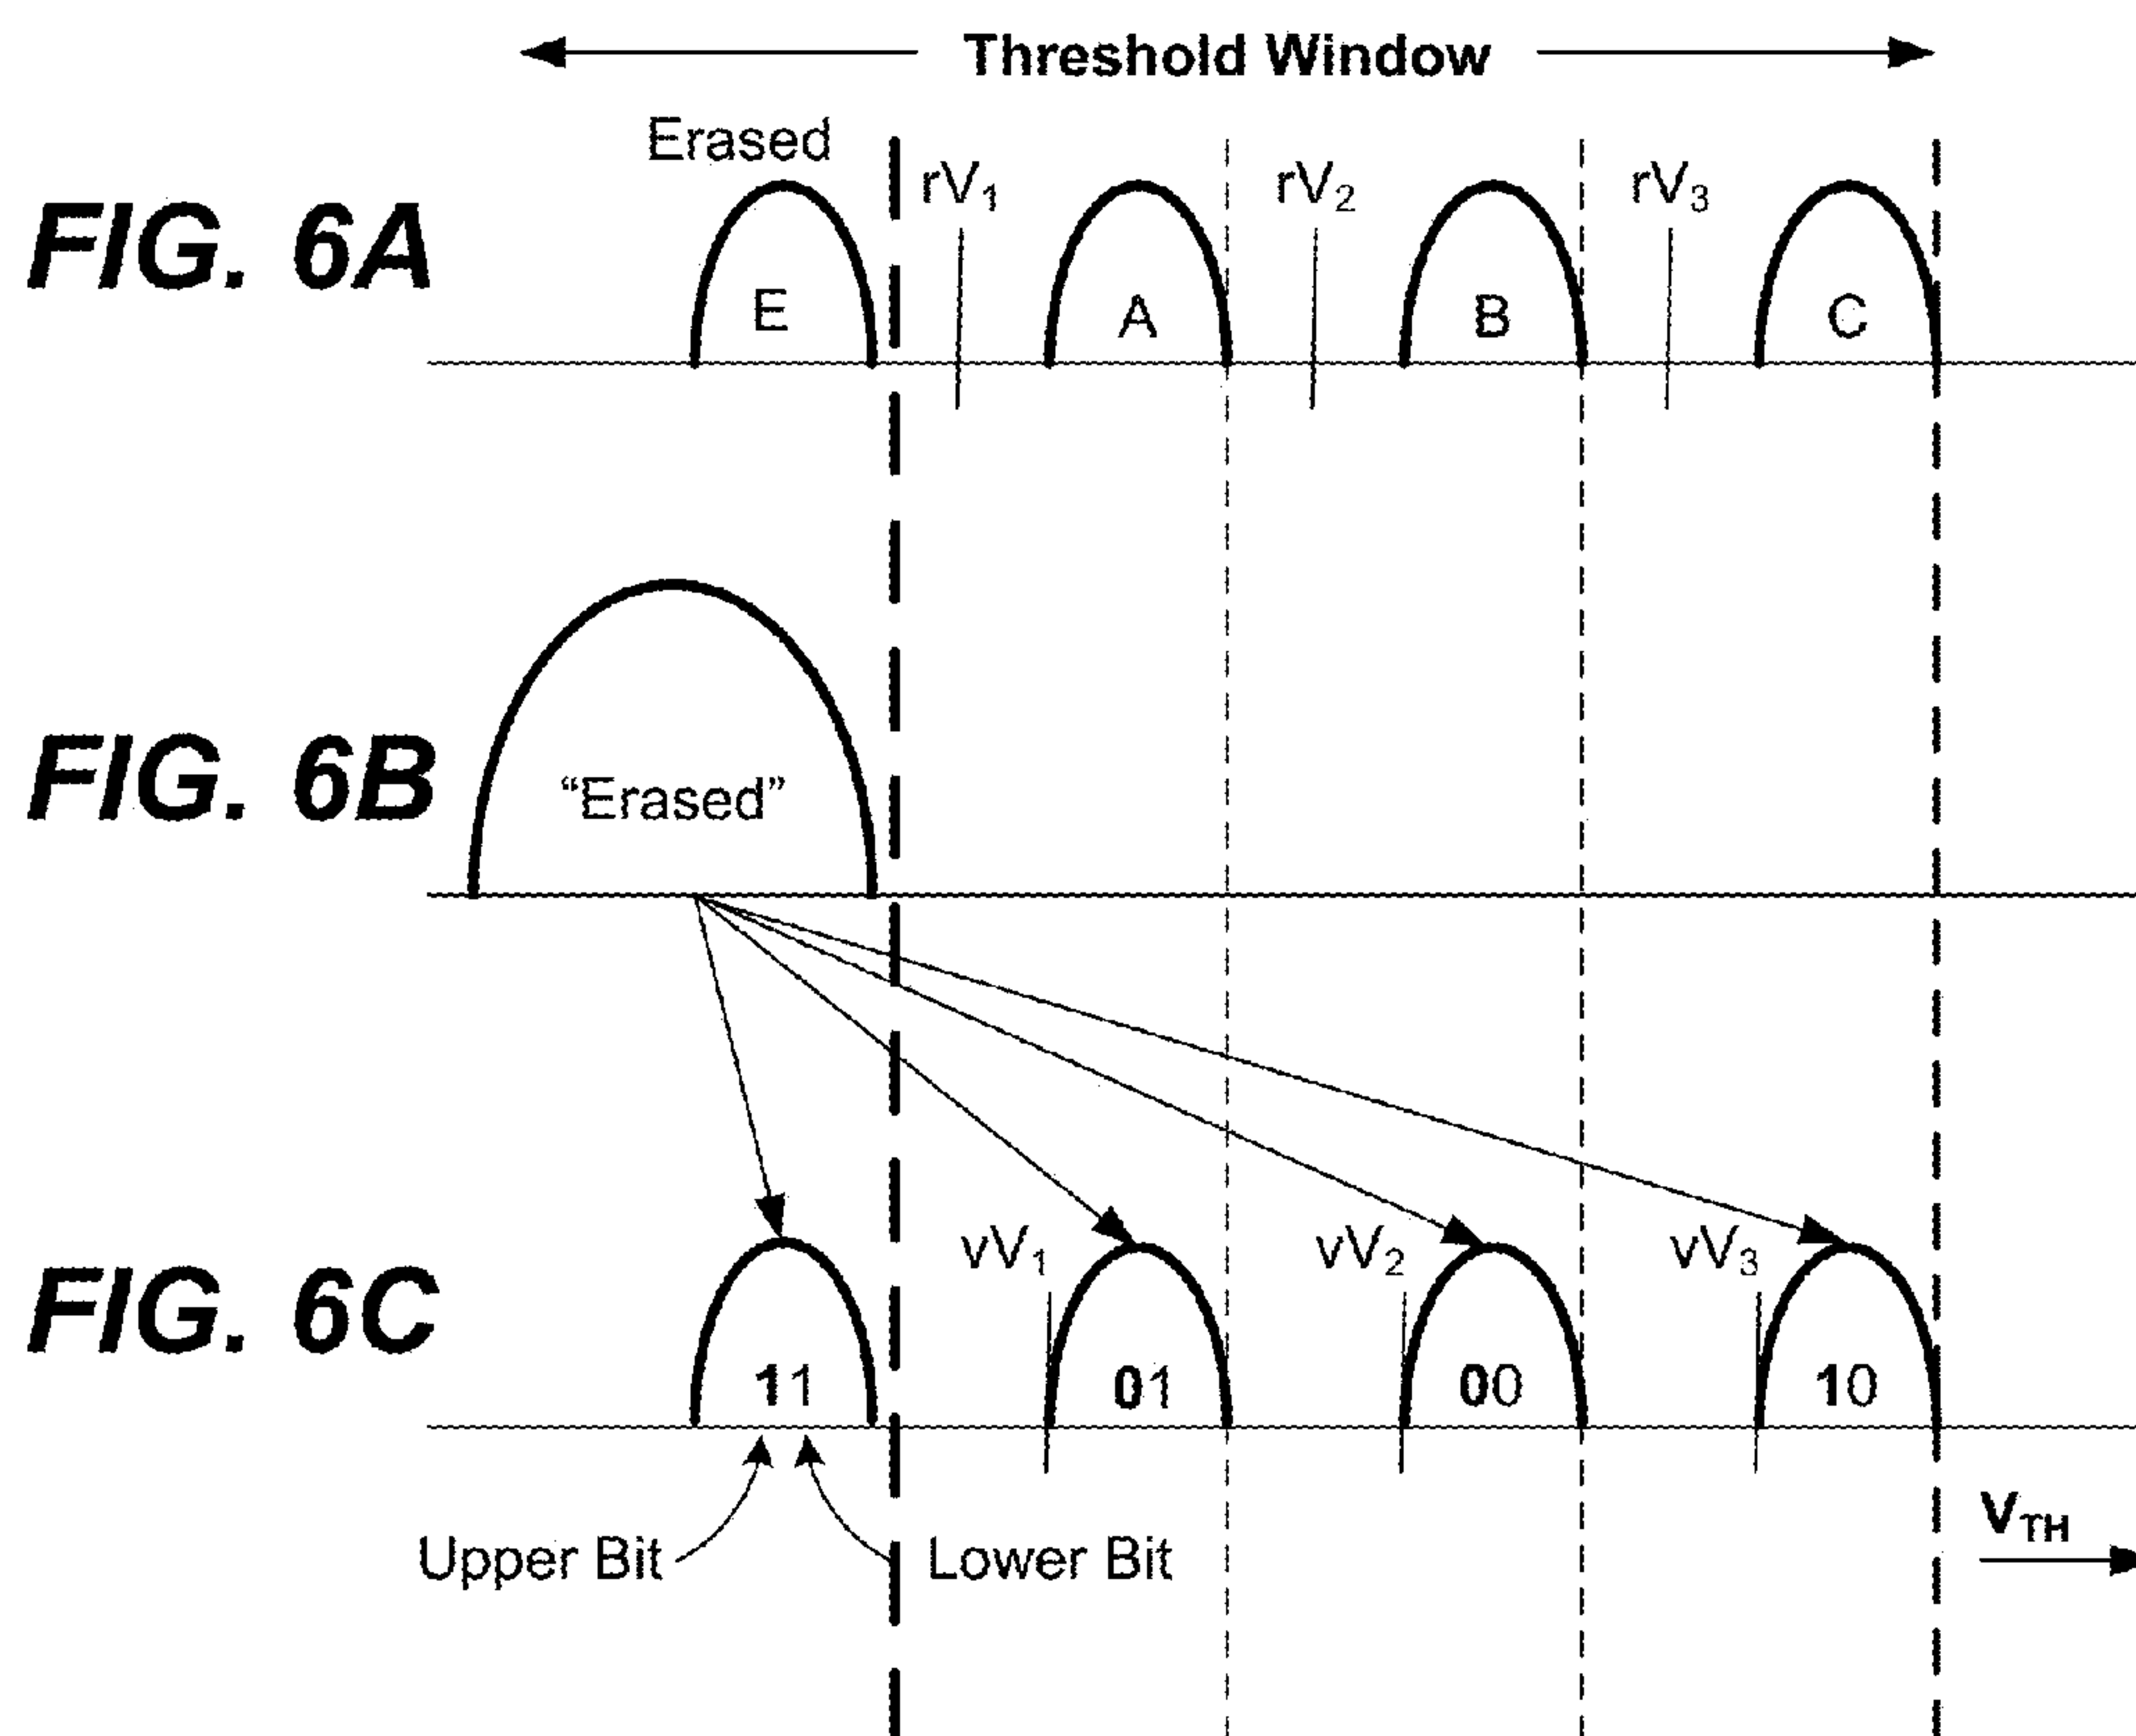 Threshold Window
Erased
rV1 rV2 rV3
FIG. 6A
E A B C
FIG. 6B
“Erased”
vV1 vV2 vV3
FIG. 6C
11 01 00 10
VTH
Upper Bit Lower Bit